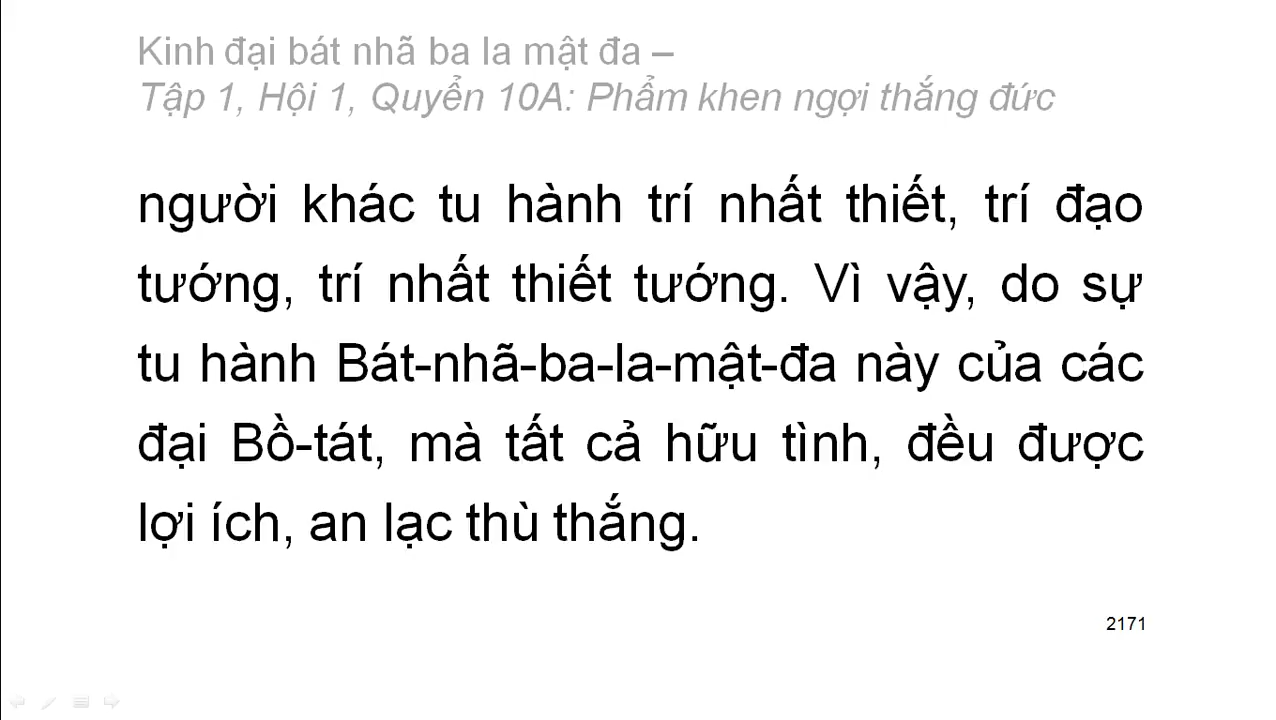 Kinh đại bát nhã ba la mật đa –
Tập 1, Hội 1, Quyển 10A: Phẩm khen ngợi thắng đức
người khác tu hành trí nhất thiết, trí đạo
tướng, trí nhất thiết tướng. Vì vậy, do sự
tu hành Bát-nhã-ba-la-mật-đa này của các
đại Bồ-tát, mà tất cả hữu tình, đều được
lợi ích, an lạc thù thắng.
2171